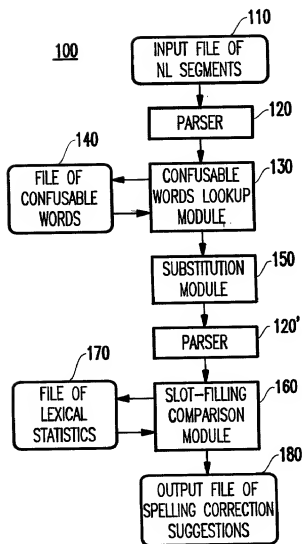 100
110
INPUT FILE OF
NL SEGMENTS
120
PARSER
140
FILE OF
CONFUSABLE
WORDS
130
CONFUSABLE
WORDS LOOKUP
MODULE
150
SUBSTITUTION
MODULE
120'
PARSER
170
FILE OF
LEXICAL
STATISTICS
160
SLOT-FILLING
COMPARISON
MODULE
180
OUTPUT FILE OF
SPELLING CORRECTION
SUGGESTIONS